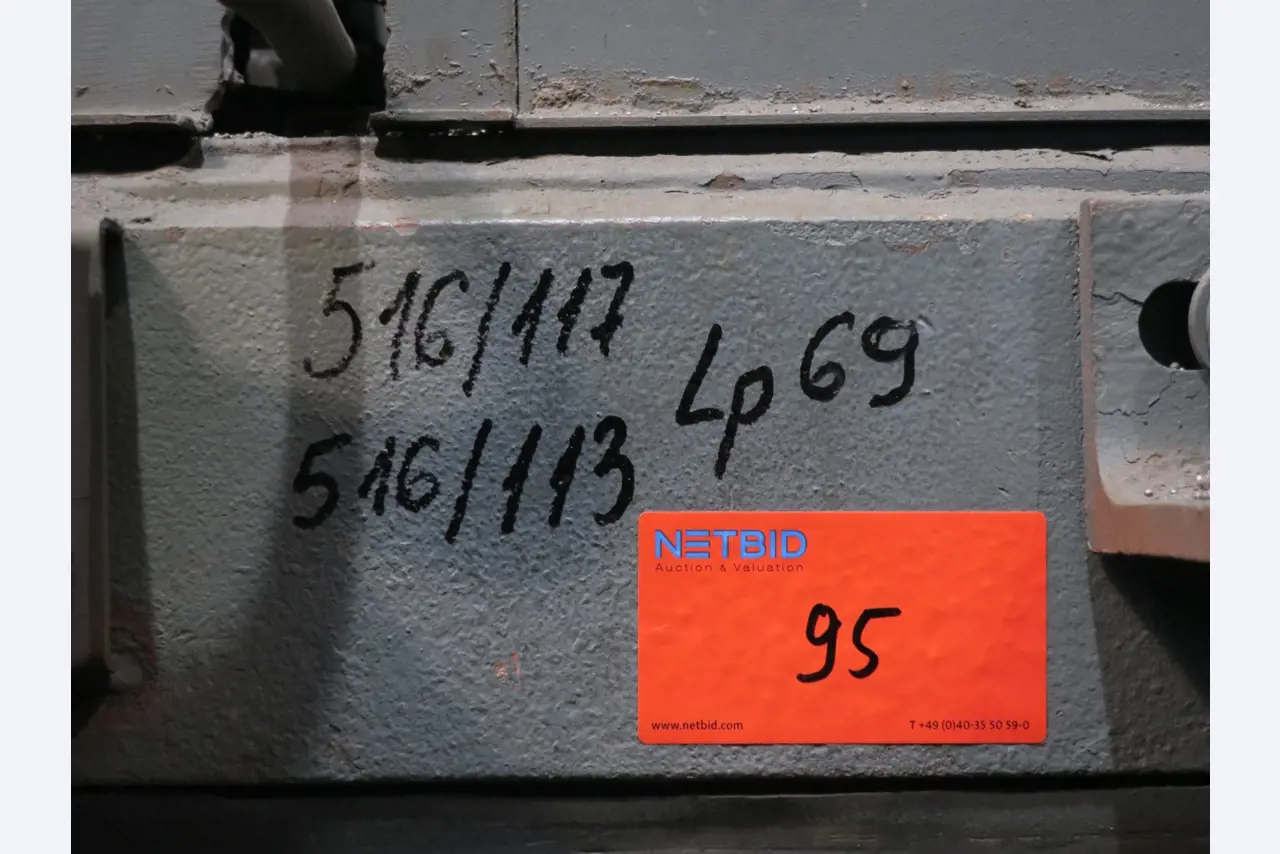 516/117
Lp 69
516/113
NETBID
Auction & Valuation
95
www.netbid.com
T +49 (0)40-35 50 59-0